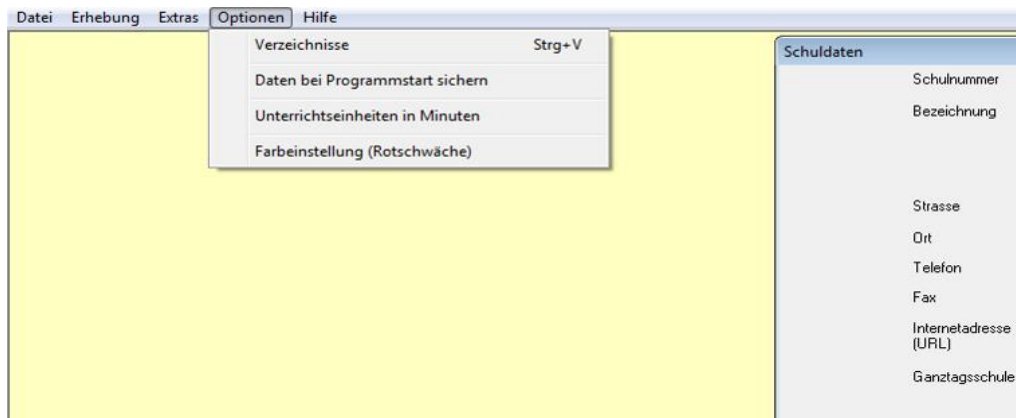 Datei Erhebung Extras Optionen Hilfe
Verzeichnisse Strg+V
Daten bei Programmstart sichern
Unterrichtseinheiten in Minuten
Farbeinstellung (Rotschwäche)
Schuldaten
Schulnummer
Bezeichnung
Strasse
Ort
Telefon
Fax
Internetadresse
(URL)
Ganztagsschule